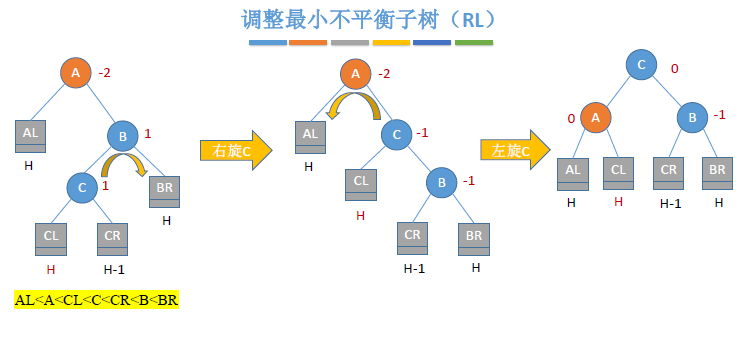 调整最小不平衡子树（RL）
A
-2
AL
H
B
1
C
1
BR
H
CL
H
CR
H-1
AL<A<CL<C<CR<B<BR
右旋C
A
-2
AL
H
C
-1
CL
H
B
-1
CR
H-1
BR
H
左旋C
C
0
0
A
B
-1
AL
H
CL
H
CR
H-1
BR
H